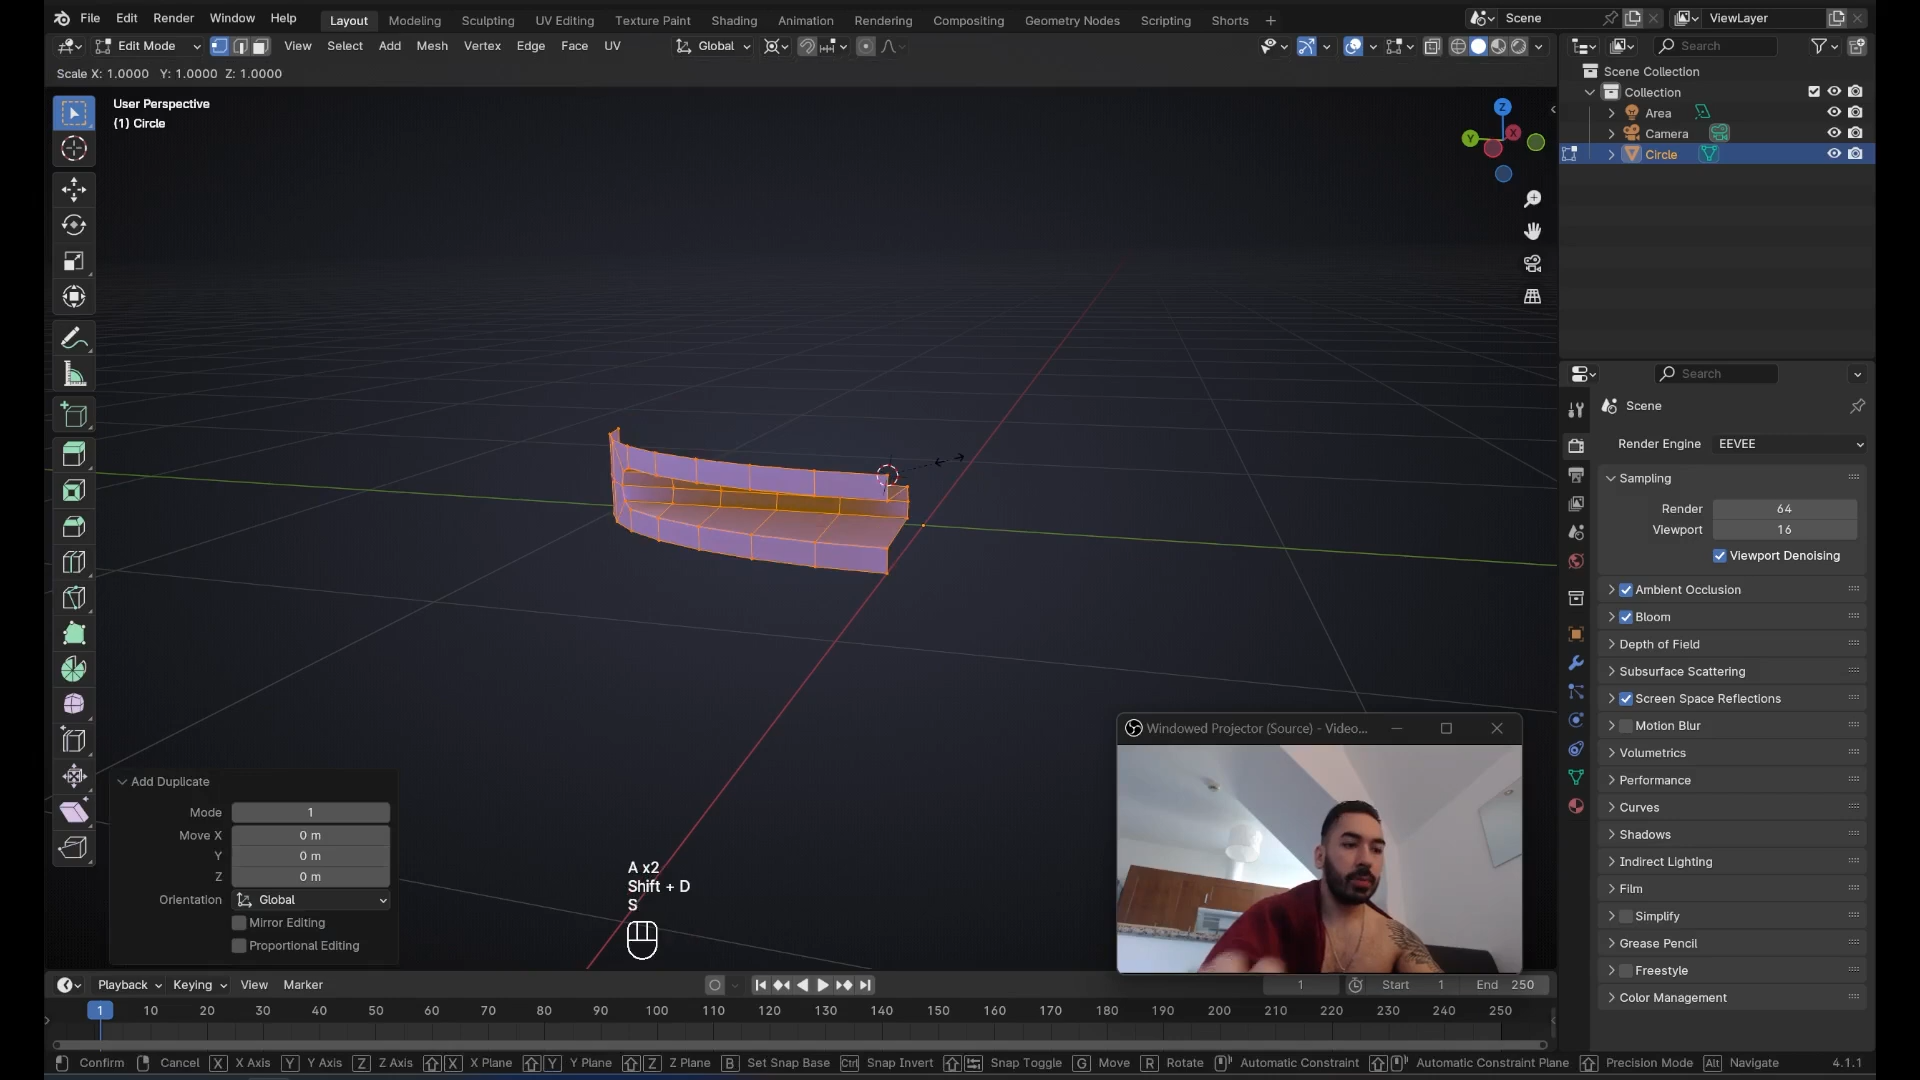 File Edit Render Window Help Layout Modeling Sculpting UV Editing Texture Paint Shading Animation Rendering Compositing Geometry Nodes Scripting Shorts + Scene ViewLayer
Edit Mode View Select Add Mesh Vertex Edge Face UV Global Search
Scale X: 1.0000 Y: 1.0000 Z: 1.0000
User Perspective
(1) Circle
Z
Y
X
Scene Collection
Collection
Area
Camera
Circle
Search
Scene
Render Engine EEVEE
Sampling
Render 64
Viewport 16
Viewport Denoising
Ambient Occlusion
Bloom
Depth of Field
Subsurface Scattering
Screen Space Reflections
Motion Blur
Volumetrics
Performance
Curves
Shadows
Indirect Lighting
Film
Simplify
Grease Pencil
Freestyle
Color Management
Windowed Projector (Source) - Video...
Add Duplicate
Mode 1
Move X 0 m
Y 0 m
Z 0 m
Orientation Global
Mirror Editing
Proportional Editing
A x2
Shift + D
S
Playback Keying View Marker 1 Start 1 End 250
1 10 20 30 40 50 60 70 80 90 100 110 120 130 140 150 160 170 180 190 200 210 220 230 240 250
Confirm Cancel X X Axis Y Y Axis Z Z Axis X X Plane Y Y Plane Z Z Plane B Set Snap Base Ctrl Snap Invert Snap Toggle G Move R Rotate Automatic Constraint Automatic Constraint Plane Precision Mode Alt Navigate 4.1.1